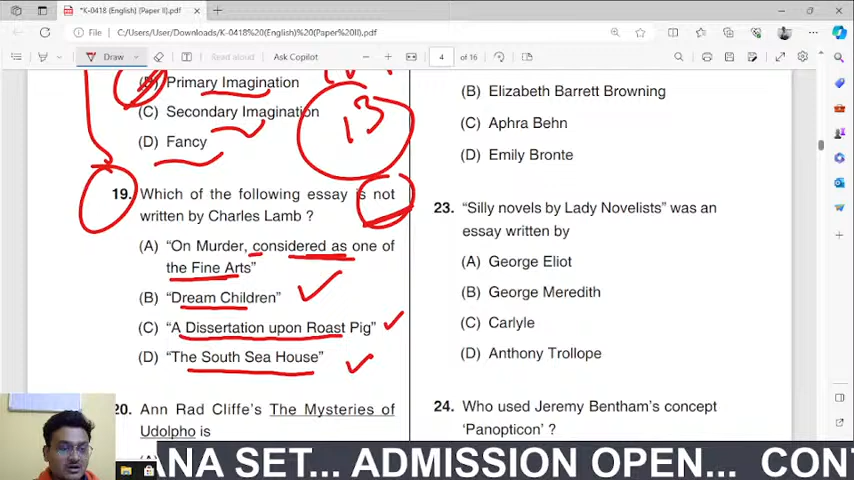 *K-0418 (English) (Paper II).pdf
File
C:/Users/User/Downloads/K-0418%20(English)%20(Paper%20II).pdf
Draw
Read aloud
Ask Copilot
4
of 16
(B) Primary Imagination
(C) Secondary Imagination
(D) Fancy
13
19. Which of the following essay is not
written by Charles Lamb ?
(A) “On Murder, considered as one of
the Fine Arts”
(B) “Dream Children”
(C) “A Dissertation upon Roast Pig”
(D) “The South Sea House”
20. Ann Rad Cliffe’s The Mysteries of
Udolpho is
(B) Elizabeth Barrett Browning
(C) Aphra Behn
(D) Emily Bronte
23. “Silly novels by Lady Novelists” was an
essay written by
(A) George Eliot
(B) George Meredith
(C) Carlyle
(D) Anthony Trollope
24. Who used Jeremy Bentham’s concept
‘Panopticon’ ?
ANA SET... ADMISSION OPEN... CON